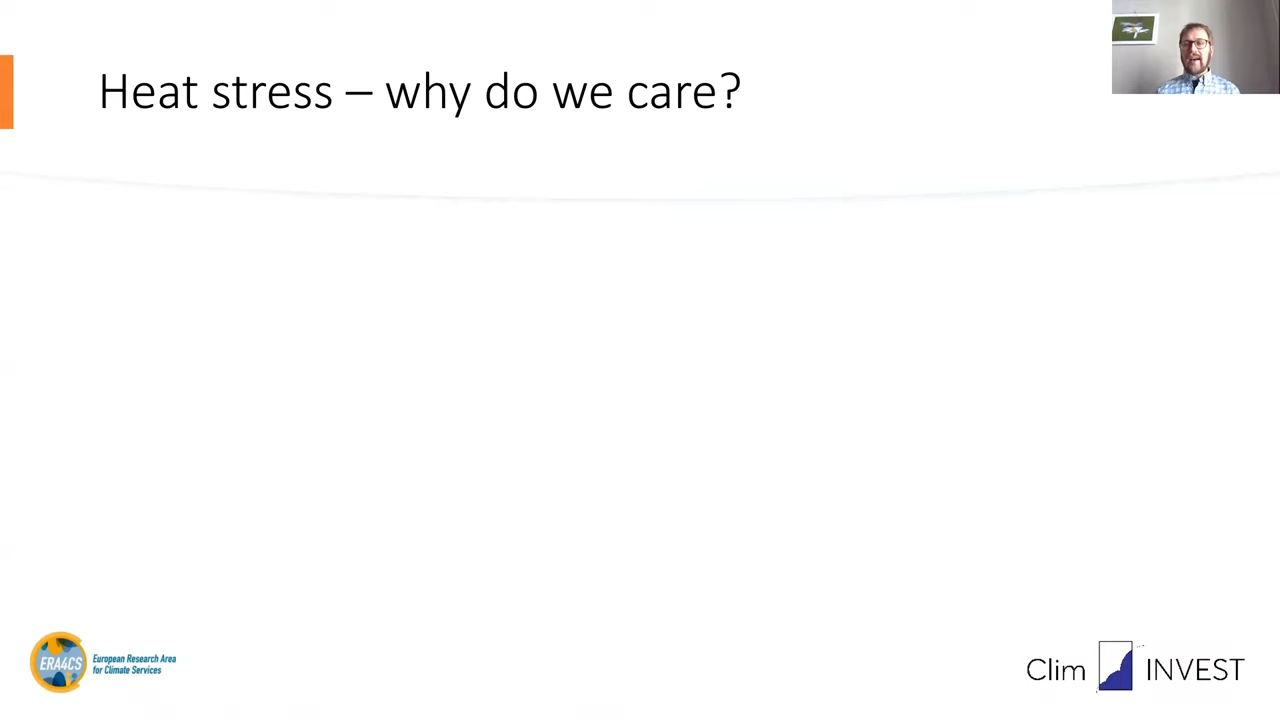 Heat stress – why do we care?
ERA4CS
European Research Area
for Climate Services
Clim INVEST